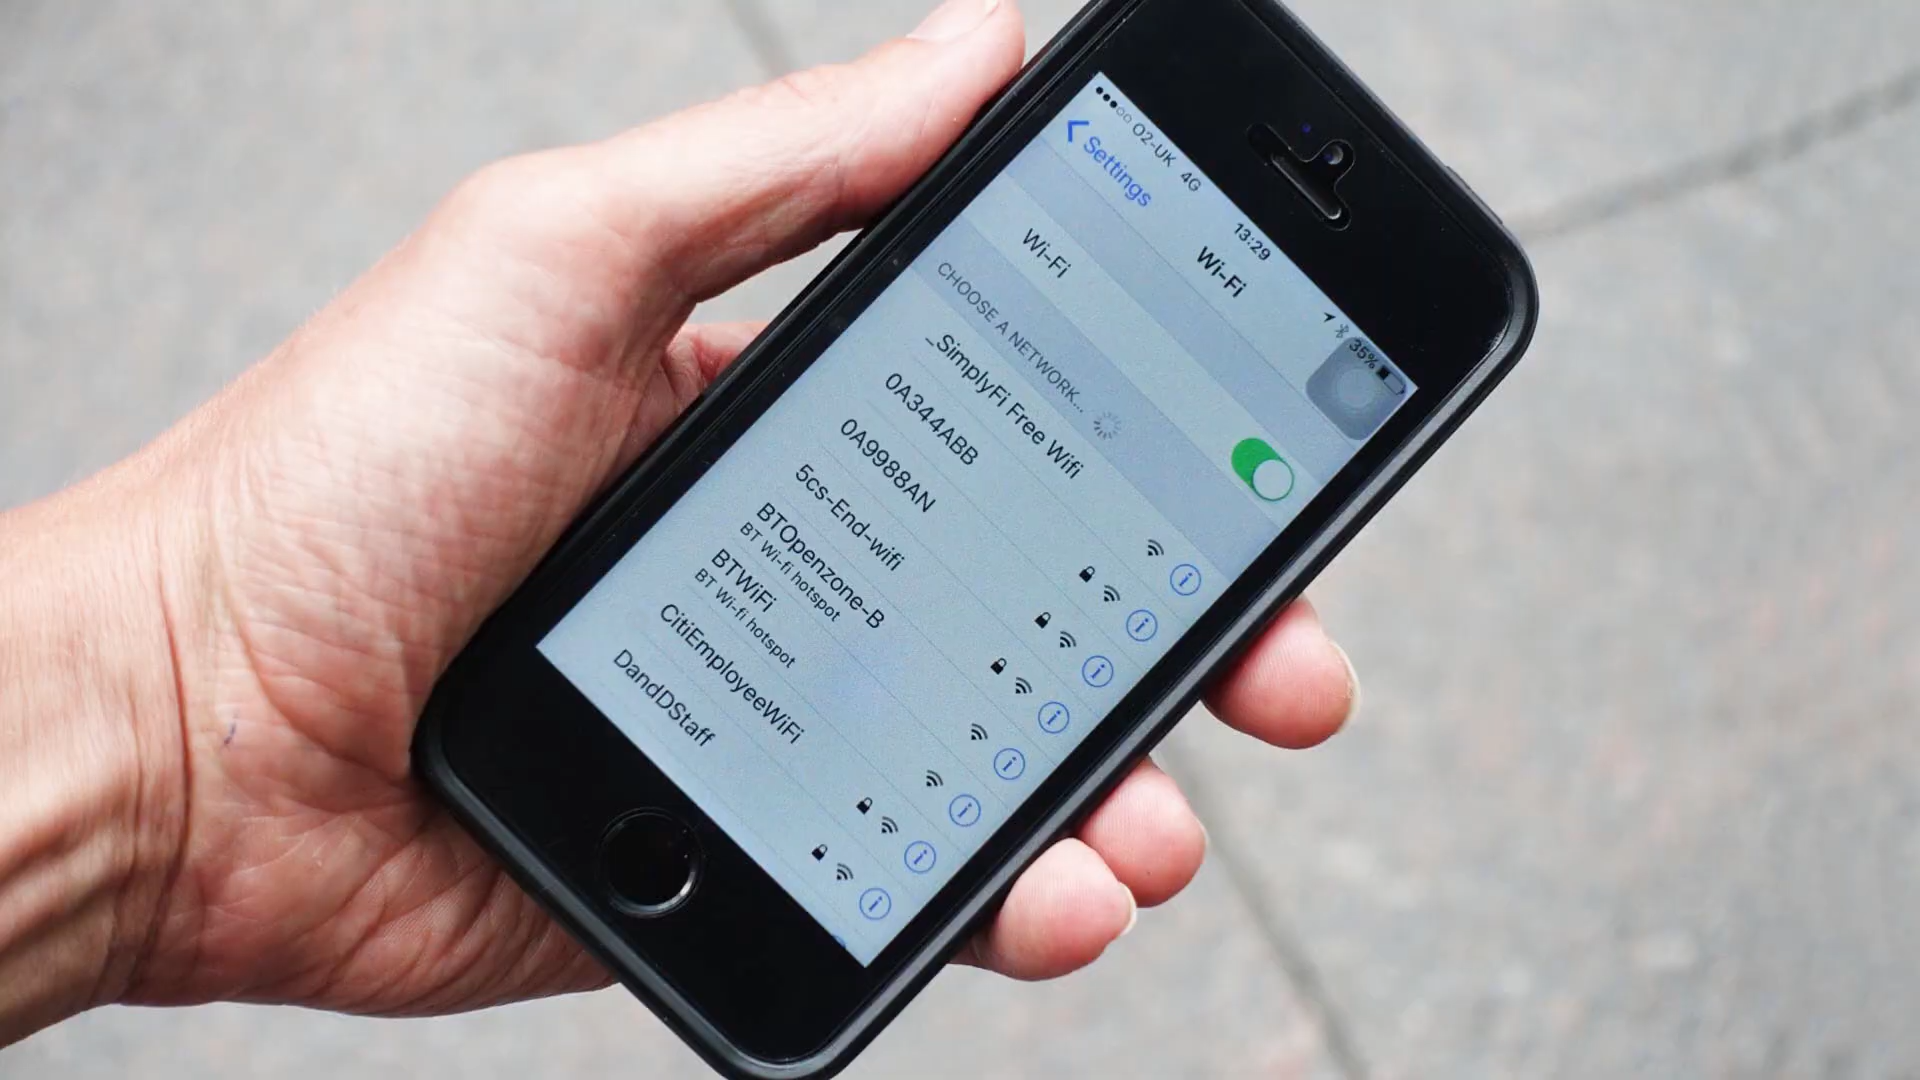 O2-UK 4G 13:29 35%
Settings Wi-Fi
Wi-Fi
CHOOSE A NETWORK...
_SimplyFi Free Wifi
0A344ABB
0A9988AN
5cs-End-wifi
BTOpenzone-B
BT Wi-fi hotspot
BTWiFi
BT Wi-fi hotspot
CitiEmployeeWiFi
DandDStaff